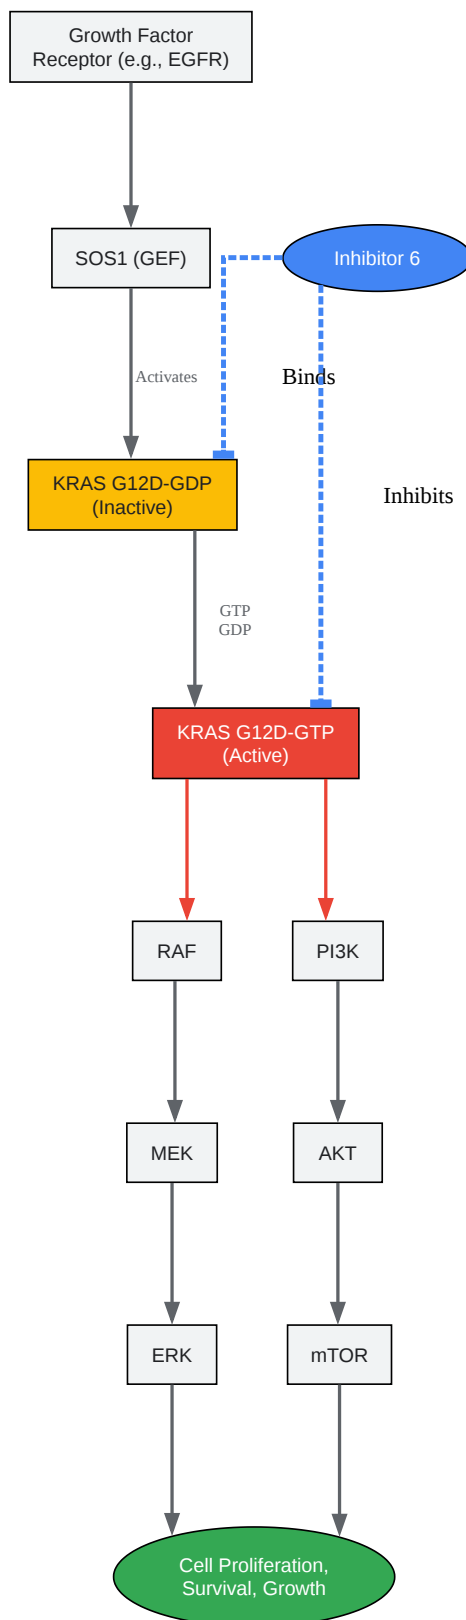 Growth Factor
Receptor (e.g., EGFR)
SOS1 (GEF)
Inhibitor 6
Activates
Binds
KRAS G12D-GDP
(Inactive)
Inhibits
GTP
GDP
KRAS G12D-GTP
(Active)
RAF
PI3K
MEK
AKT
ERK
mTOR
Cell Proliferation,
Survival, Growth